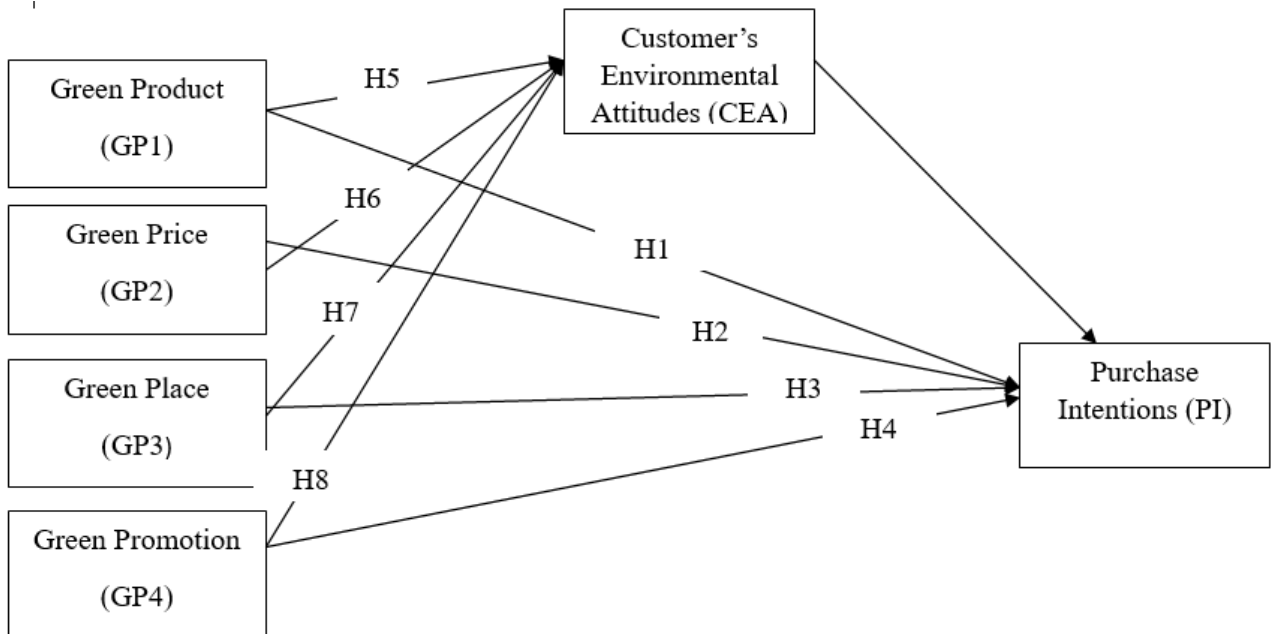 Customer’s
Environmental
Attitudes (CEA)
Green Product
(GP1)
H5
H6
Green Price
(GP2)
H1
H7
H2
Green Place
(GP3)
H3
Purchase
Intentions (PI)
H4
H8
Green Promotion
(GP4)